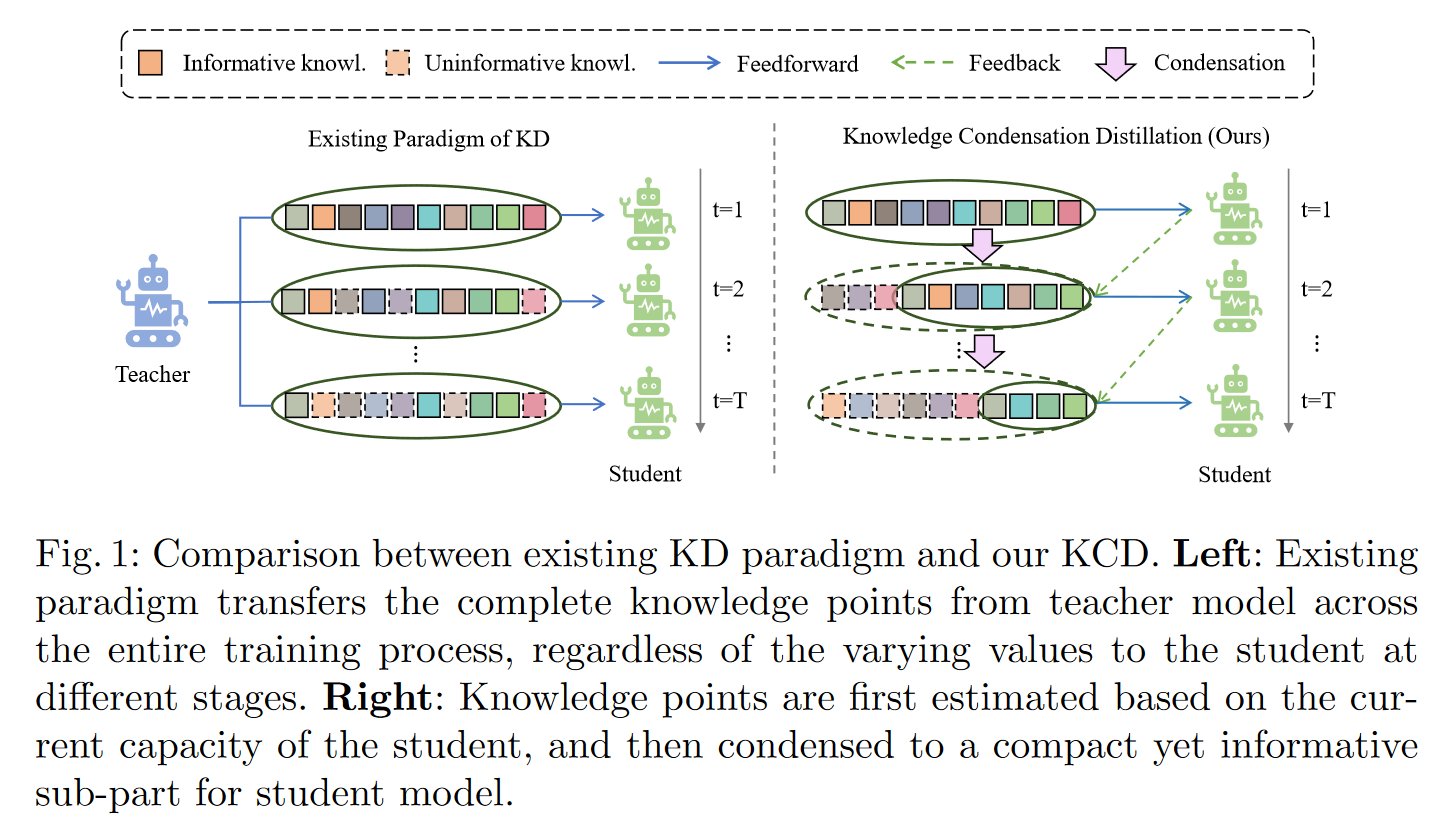 Informative knowl. Uninformative knowl. Feedforward Feedback Condensation
Existing Paradigm of KD
Knowledge Condensation Distillation (Ours)
t=1
t=2
⋮
⋮
t=T
Teacher
Student
t=1
t=2
⋮
⋮
t=T
Student
Fig. 1: Comparison between existing KD paradigm and our KCD. Left: Existing
paradigm transfers the complete knowledge points from teacher model across
the entire training process, regardless of the varying values to the student at
different stages. Right: Knowledge points are first estimated based on the cur-
rent capacity of the student, and then condensed to a compact yet informative
sub-part for student model.